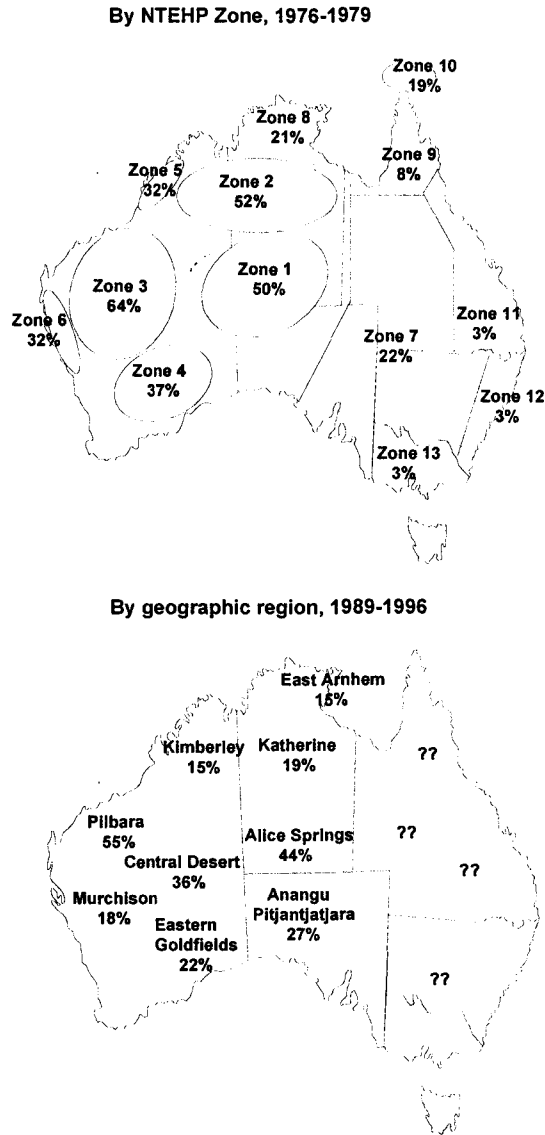 By NTEHP Zone, 1976-1979
Zone 10
19%
Zone 8
21%
Zone 9
8%
Zone 5
32%
Zone 2
52%
Zone 3
64%
Zone 1
50%
Zone 6
32%
Zone 11
3%
Zone 7
22%
Zone 4
37%
Zone 12
3%
Zone 13
3%
By geographic region, 1989-1996
East Arnhem
15%
Kimberley
15%
Katherine
19%
??
Pilbara
55%
Alice Springs
44%
??
Central Desert
36%
??
Murchison
18%
Anangu
Pitjantjatjara
27%
Eastern
Goldfields
22%
??